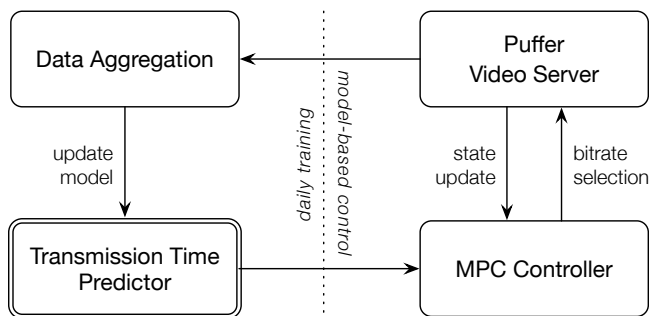 Data Aggregation
Puffer
Video Server
update
model
daily training
model-based control
state
update
bitrate
selection
Transmission Time
Predictor
MPC Controller